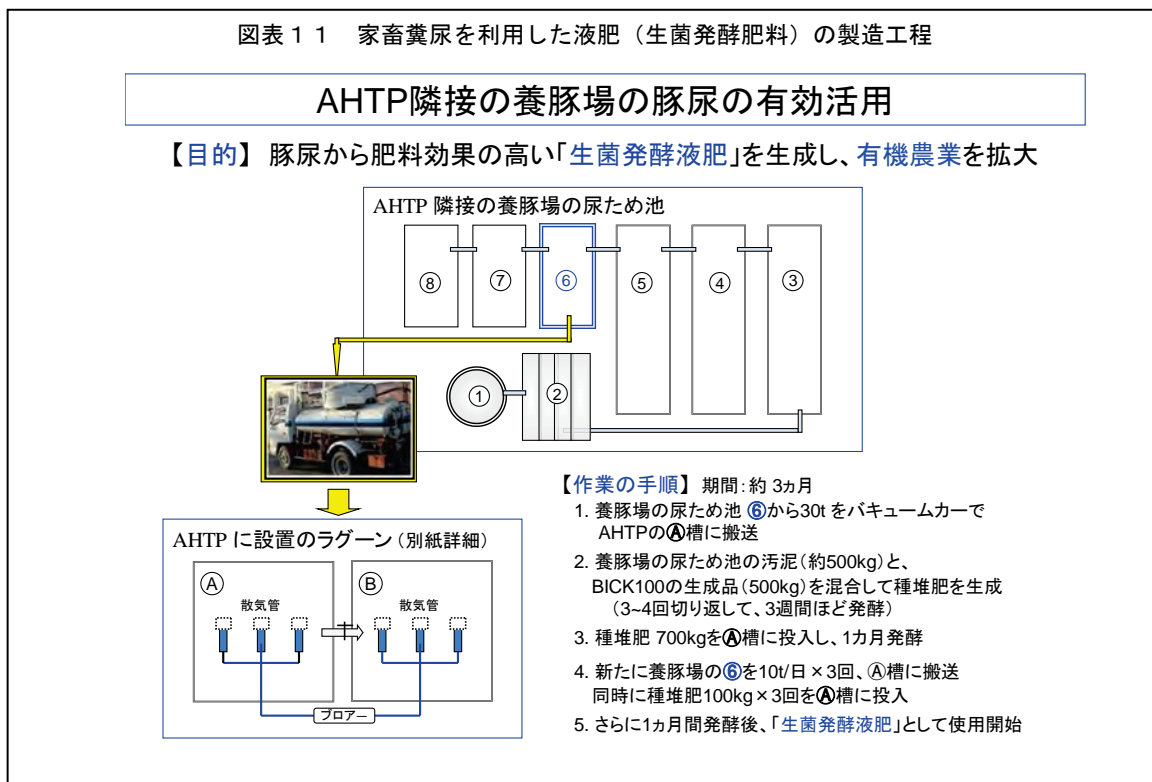 図表11 家畜糞尿を利用した液肥(生菌発酵肥料)の製造工程
AHTP隣接の養豚場の豚尿の有効活用
【目的】 豚尿から肥料効果の高い「生菌発酵液肥」を生成し、有機農業を拡大
AHTP 隣接の養豚場の尿ため池
⑧
⑦
⑥
⑤
④
③
①
②
AHTP に設置のラグーン(別紙詳細)
Ⓐ
散気管
Ⓑ
散気管
ブロアー
【作業の手順】 期間:約 3ヵ月
1. 養豚場の尿ため池 ⑥から30t をバキュームカーで
AHTPのⒶ槽に搬送
2. 養豚場の尿ため池の汚泥(約500kg)と、
BICK100の生成品(500kg)を混合して種堆肥を生成
(3~4回切り返して、3週間ほど発酵)
3. 種堆肥 700kgをⒶ槽に投入し、1カ月発酵
4. 新たに養豚場の⑥を10t/日×3回、Ⓐ槽に搬送
同時に種堆肥100kg×3回をⒶ槽に投入
5. さらに1ヵ月間発酵後、「生菌発酵液肥」として使用開始